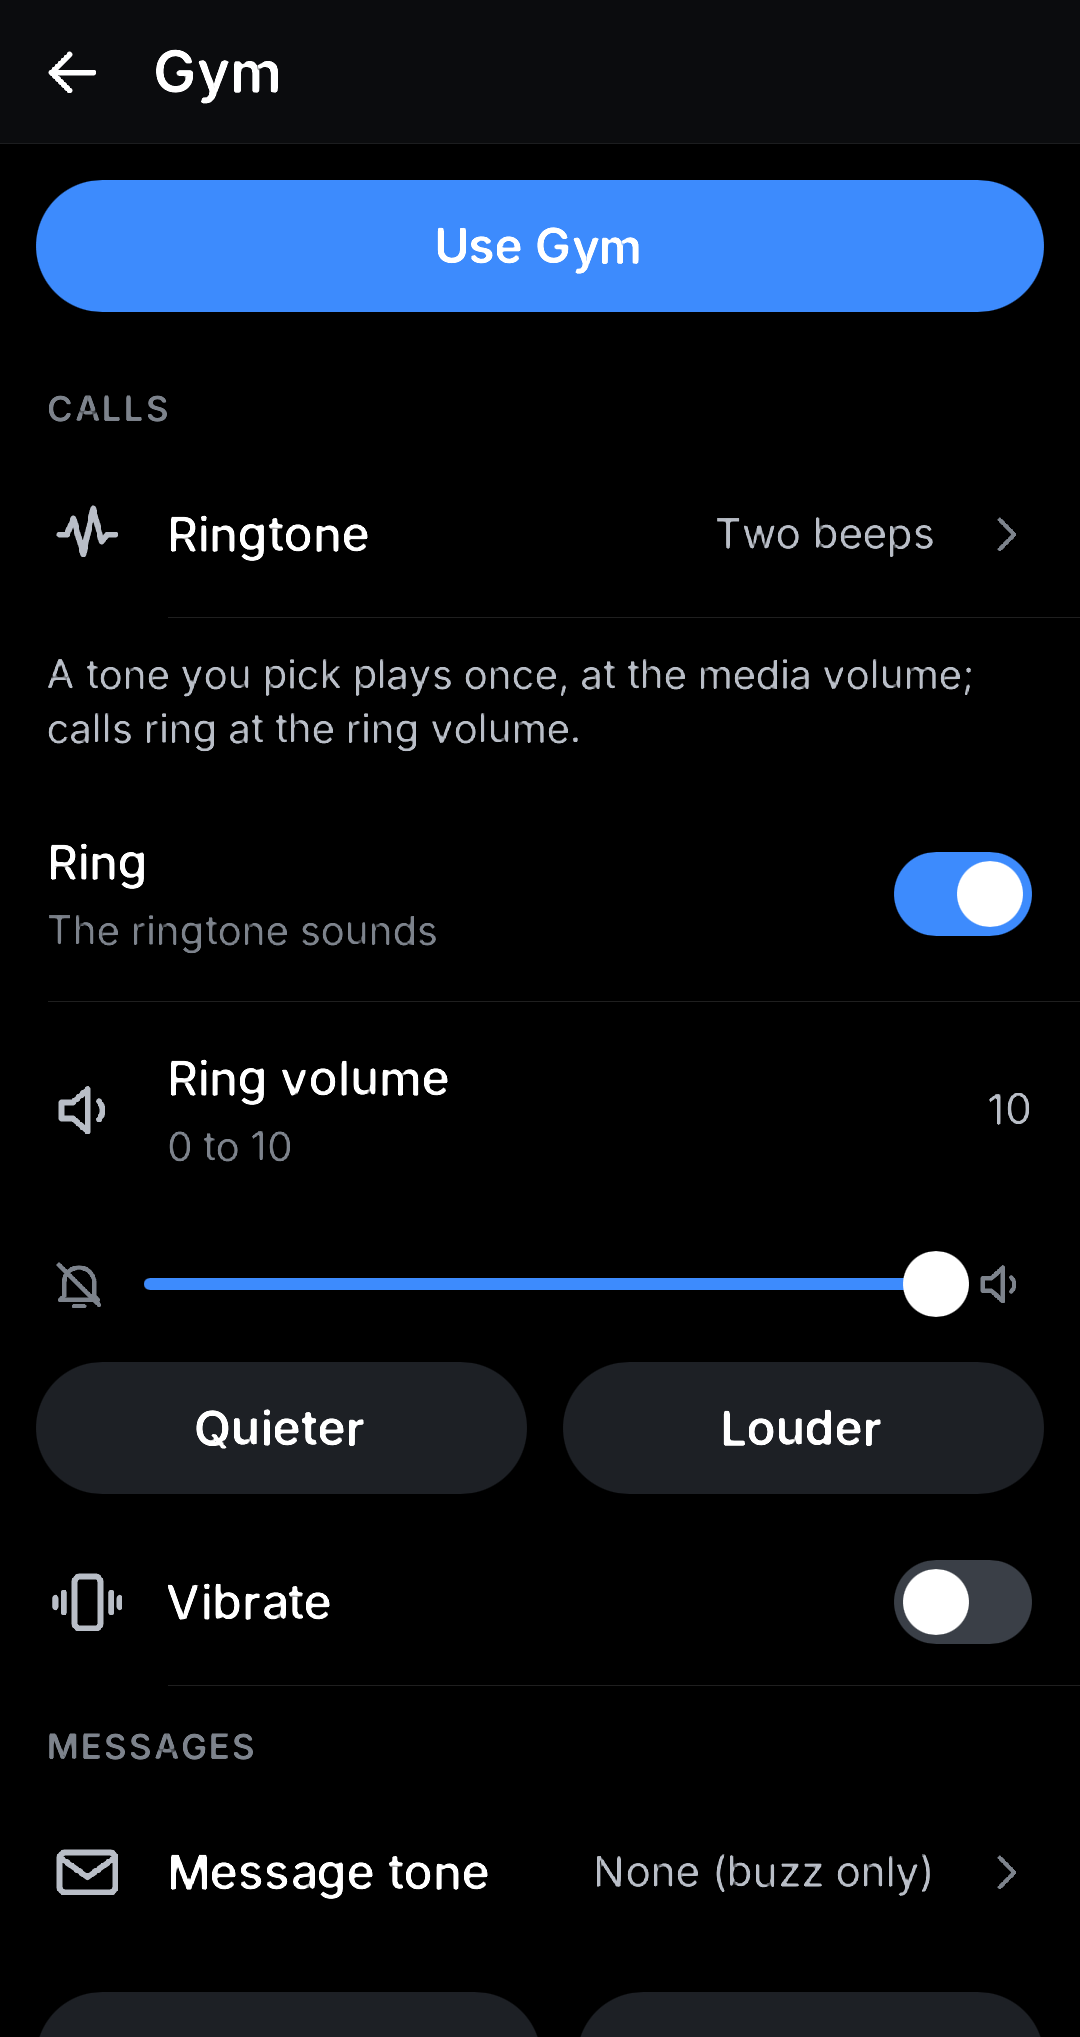 Gym
Use Gym
CALLS
Ringtone
Two beeps
A tone you pick plays once, at the media volume;
calls ring at the ring volume.
Ring
The ringtone sounds
Ring volume
0 to 10
10
Quieter
Louder
Vibrate
MESSAGES
Message tone
None (buzz only)